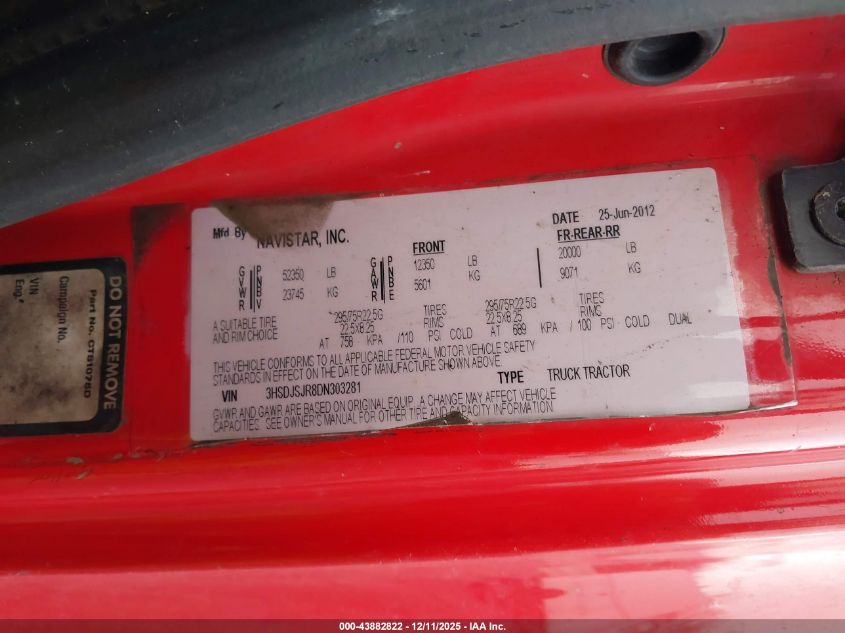 Mfd By NAVISTAR, INC. DATE 25-Jun-2012
FRONT FR-REAR-RR
GVWR PNBV 52350 LB GAWR PNBE 12350 LB 20000 LB
23745 KG 5601 KG 9071 KG
A SUITABLE TIRE 295/75R22.5G TIRES 295/75R22.5G TIRES
AND RIM CHOICE 22.5X8.25 RIMS 22.5X8.25 RIMS
AT 758 KPA /110 PSI COLD AT 689 KPA / 100 PSI - COLD DUAL
THIS VEHICLE CONFORMS TO ALL APPLICABLE FEDERAL MOTOR VEHICLE SAFETY
STANDARDS IN EFFECT ON THE DATE OF MANUFACTURE SHOWN ABOVE.
VIN 3HSDJSJR8DN303281 TYPE TRUCK TRACTOR
GVWR AND GAWR ARE BASED ON ORIGINAL EQUIP. A CHANGE MAY AFFECT VEHICLE
CAPACITIES. SEE OWNER'S MANUAL FOR OTHER TIRE AND CAPACITY INFORMATION
DO NOT REMOVE
Part No. CTS1076D
Campaign No.
VIN
Eng.
000-43882822 - 12/11/2025 - IAA Inc.